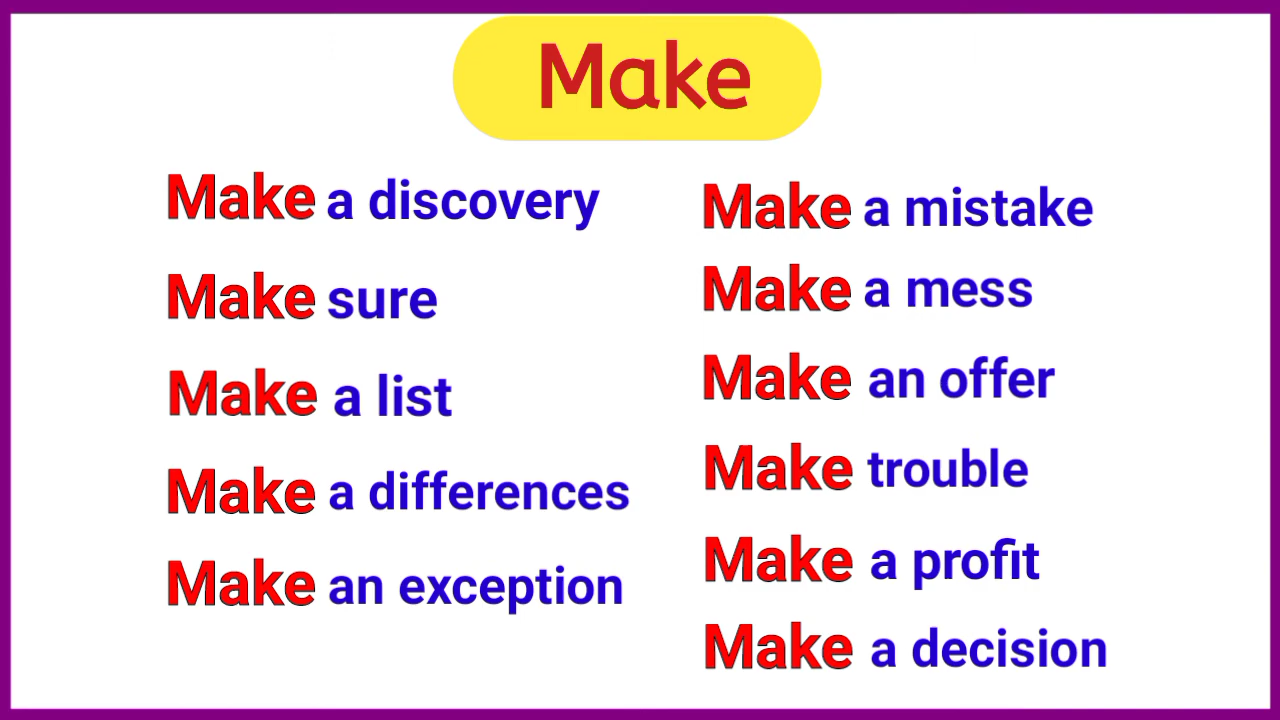 Make
Make a discovery
Make sure
Make a list
Make a differences
Make an exception
Make a mistake
Make a mess
Make an offer
Make trouble
Make a profit
Make a decision